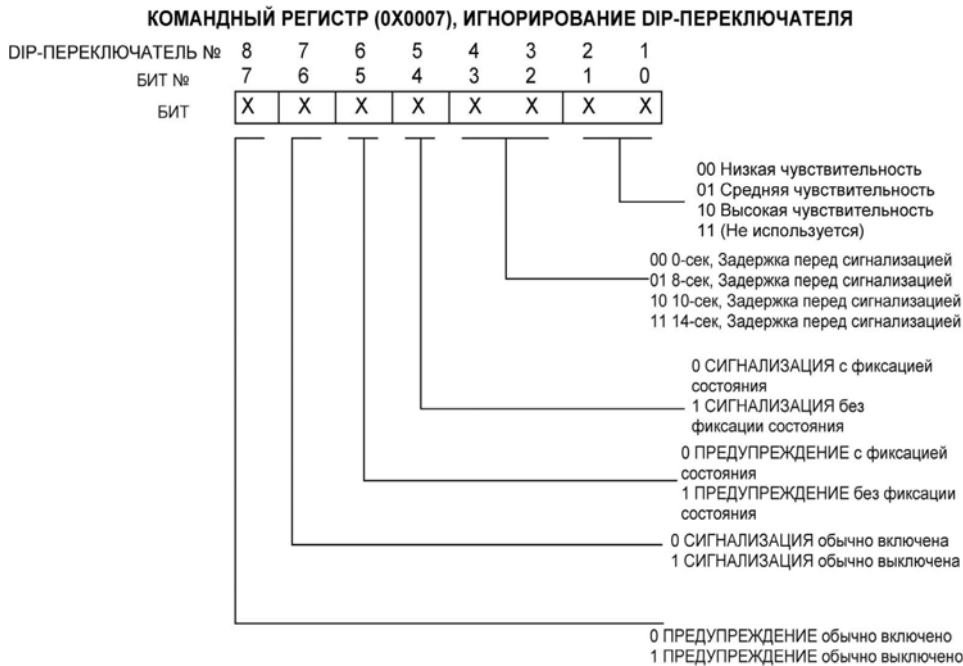 КОМАНДНЫЙ РЕГИСТР (0X0007), ИГНОРИРОВАНИЕ DIP-ПЕРЕКЛЮЧАТЕЛЯ
DIP-ПЕРЕКЛЮЧАТЕЛЬ № 8 7 6 5 4 3 2 1
БИТ № 7 6 5 4 3 2 1 0
БИТ X X X X X X X X
00 Низкая чувствительность
01 Средняя чувствительность
10 Высокая чувствительность
11 (Не используется)
00 0-сек, Задержка перед сигнализацией
01 8-сек, Задержка перед сигнализацией
10 10-сек, Задержка перед сигнализацией
11 14-сек, Задержка перед сигнализацией
0 СИГНАЛИЗАЦИЯ с фиксацией
состояния
1 СИГНАЛИЗАЦИЯ без
фиксации состояния
0 ПРЕДУПРЕЖДЕНИЕ с фиксацией
состояния
1 ПРЕДУПРЕЖДЕНИЕ без фиксации
состояния
0 СИГНАЛИЗАЦИЯ обычно включена
1 СИГНАЛИЗАЦИЯ обычно выключена
0 ПРЕДУПРЕЖДЕНИЕ обычно включено
1 ПРЕДУПРЕЖДЕНИЕ обычно выключено